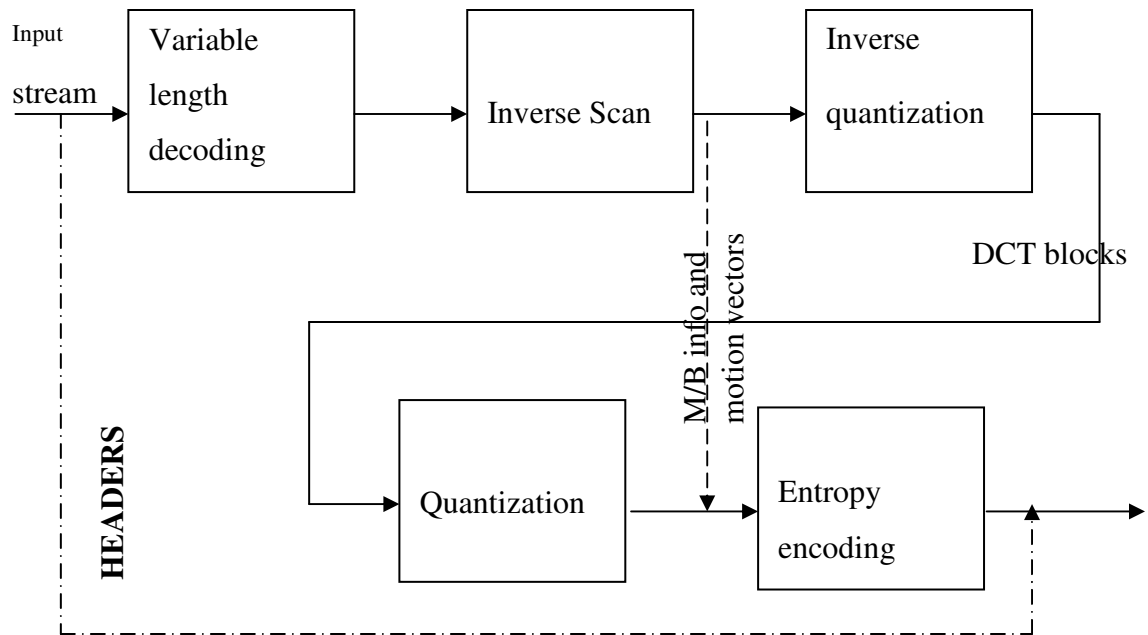 Input
stream
Variable
length
decoding
Inverse Scan
Inverse
quantization
DCT blocks
M/B info and
motion vectors
HEADERS
Quantization
Entropy
encoding